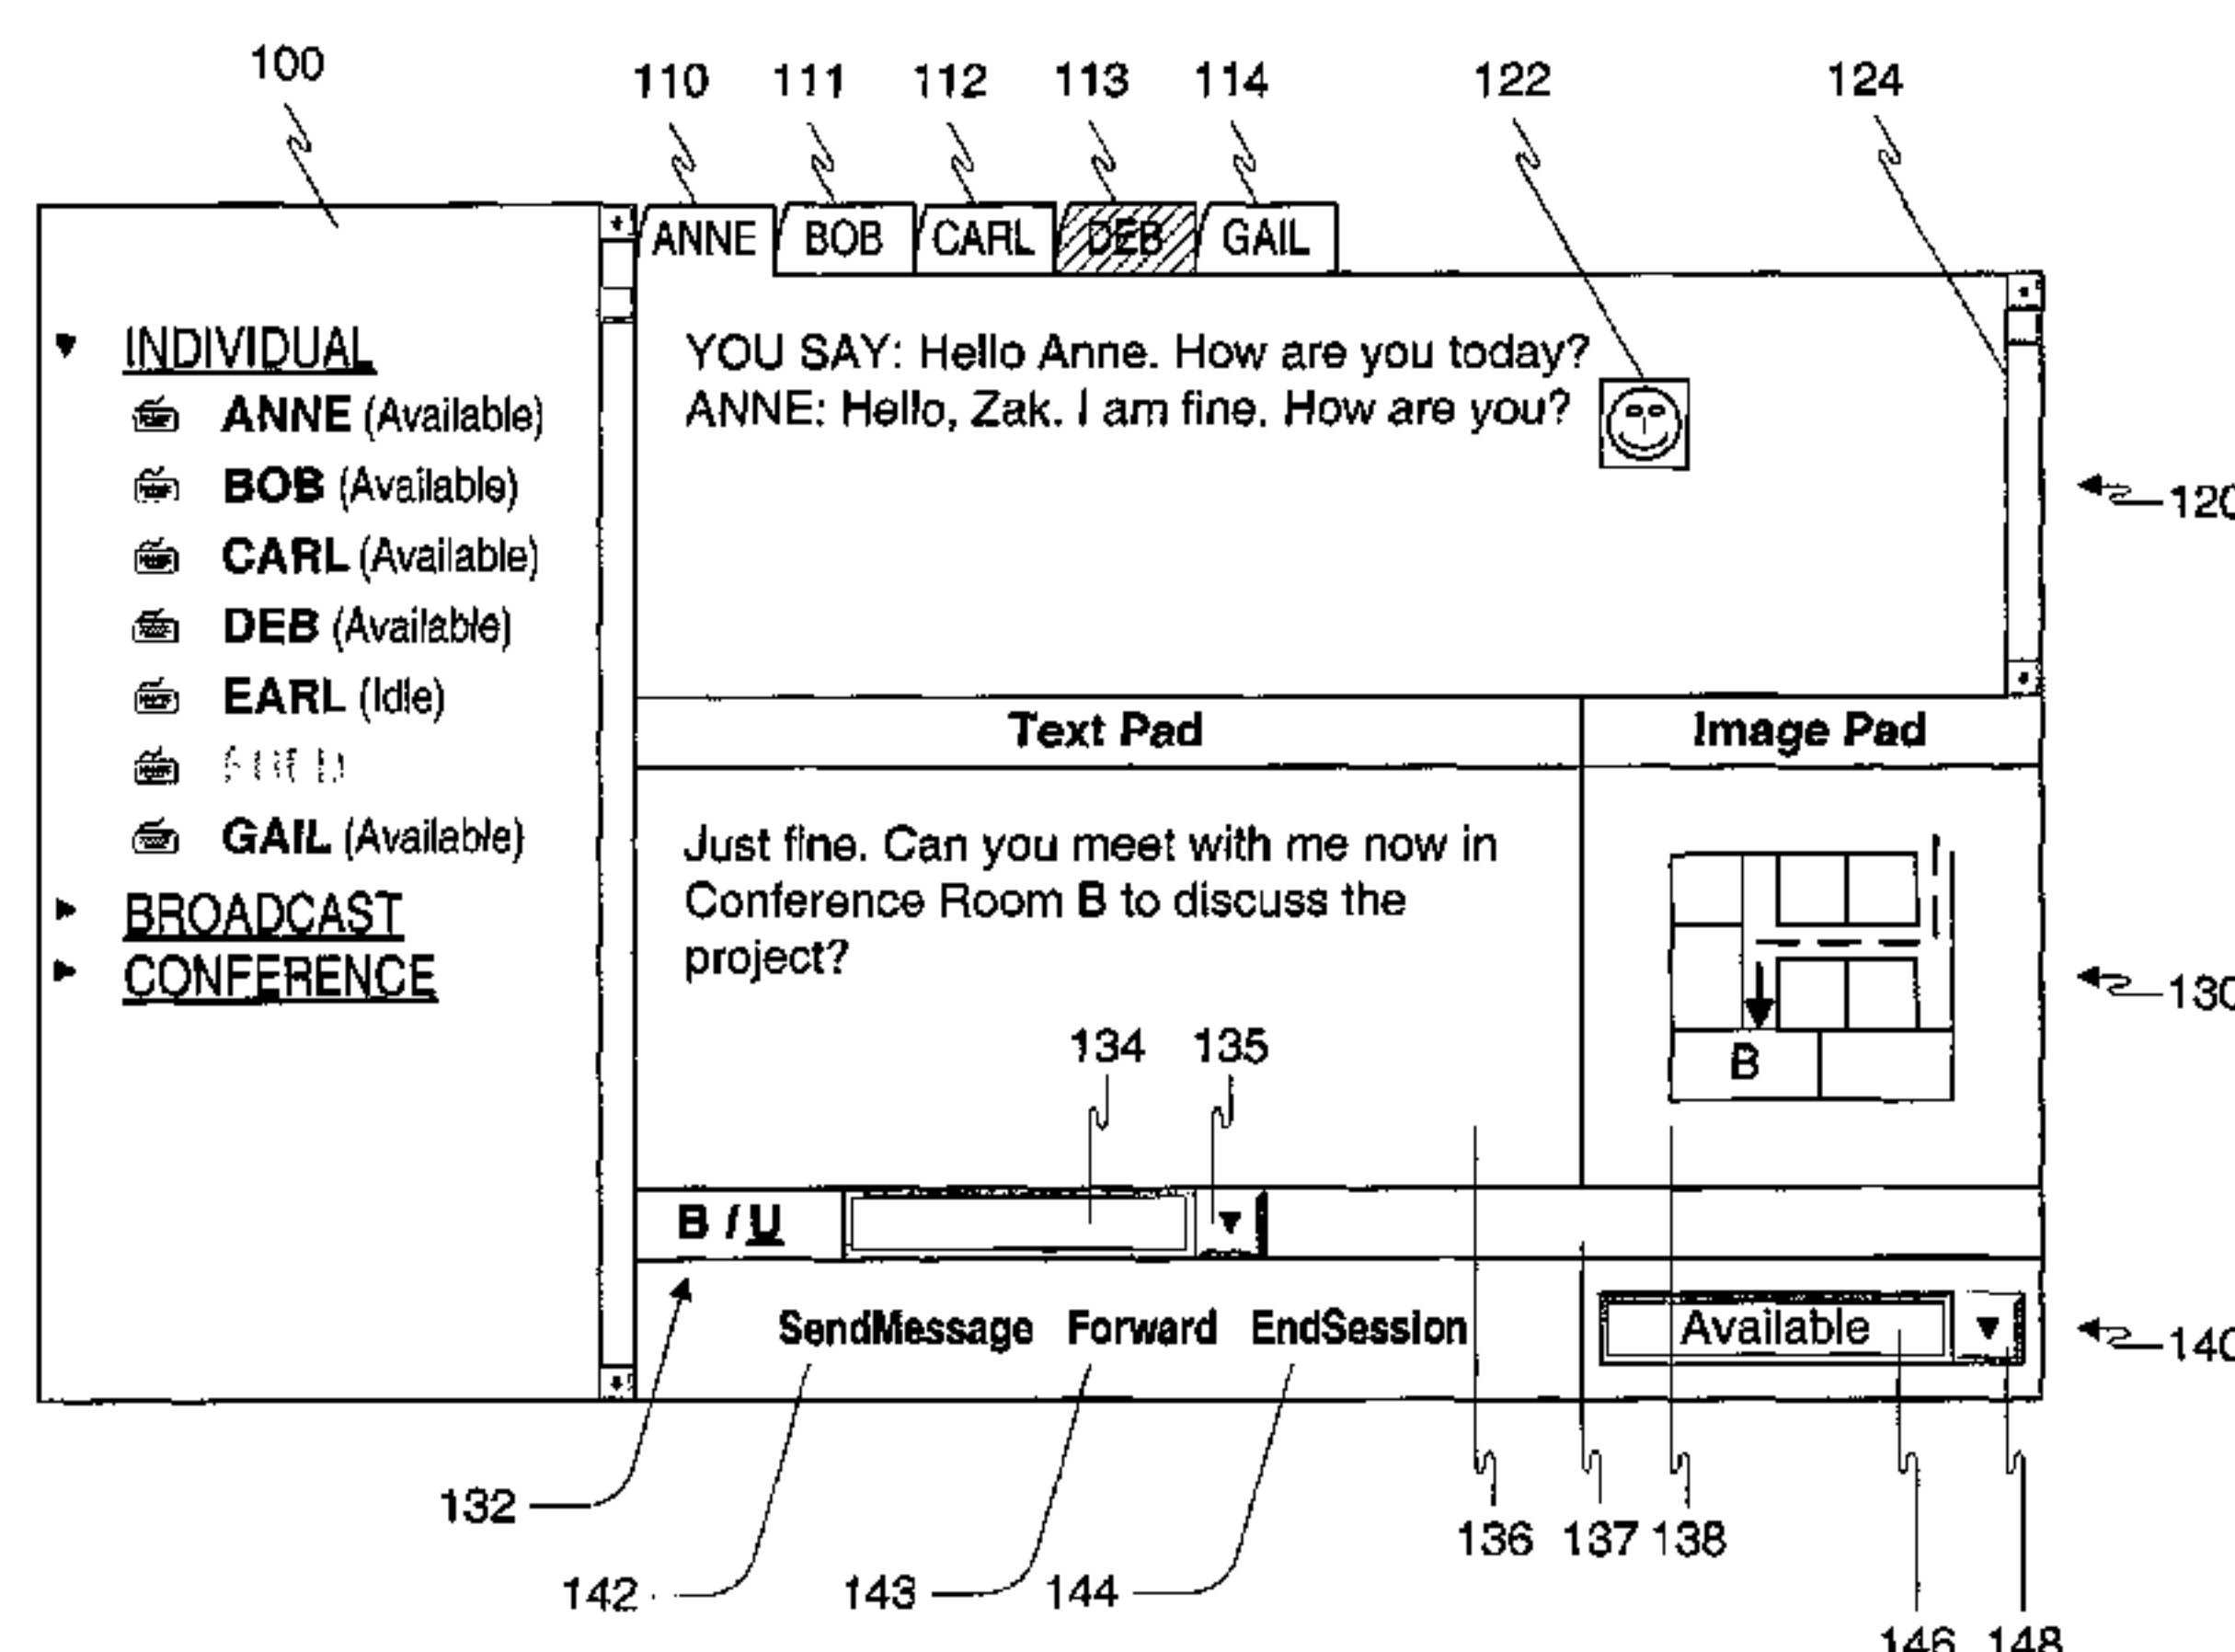 100
110 111 112 113 114 122 124
ANNE BOB CARL DEB GAIL
INDIVIDUAL
ANNE (Available)
BOB (Available)
CARL (Available)
DEB (Available)
EARL (Idle)
GAIL (Available)
BROADCAST
CONFERENCE
YOU SAY: Hello Anne. How are you today?
ANNE: Hello, Zak. I am fine. How are you?
120
Text Pad
Image Pad
Just fine. Can you meet with me now in
Conference Room B to discuss the
project?
B
130
134 135
B I U
SendMessage Forward EndSession
Available
140
132
136 137 138
142 143 144
146 148